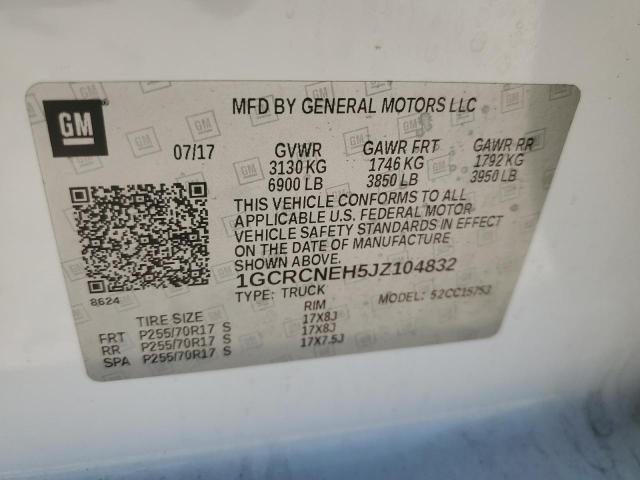 GM
MFD BY GENERAL MOTORS LLC
07/17 GVWR GAWR FRT GAWR RR
3130 KG 1746 KG 1792 KG
6900 LB 3850 LB 3950 LB
THIS VEHICLE CONFORMS TO ALL
APPLICABLE U.S. FEDERAL MOTOR
VEHICLE SAFETY STANDARDS IN EFFECT
ON THE DATE OF MANUFACTURE
SHOWN ABOVE.
8624
1GCRCNEH5JZ104832
TYPE: TRUCK MODEL:
TIRE SIZE RIM
FRT P255/70R17 S 17X8J
RR P255/70R17 S 17X8J
SPA P255/70R17 S 17X7.5J